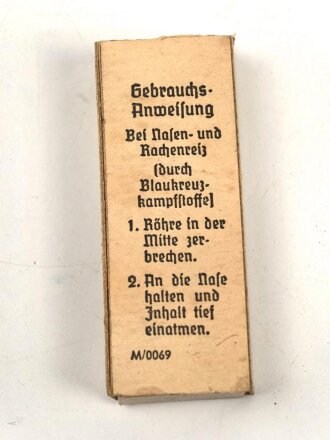 Gebrauchs-
Anweisung
Bei Nasen- und
Rachenreiz
(durch
Blaukreuz-
kampfstoffe)
1. Röhre in der
Mitte zer-
brechen.
2. An die Nase
halten und
Inhalt tief
einatmen.
M/0069